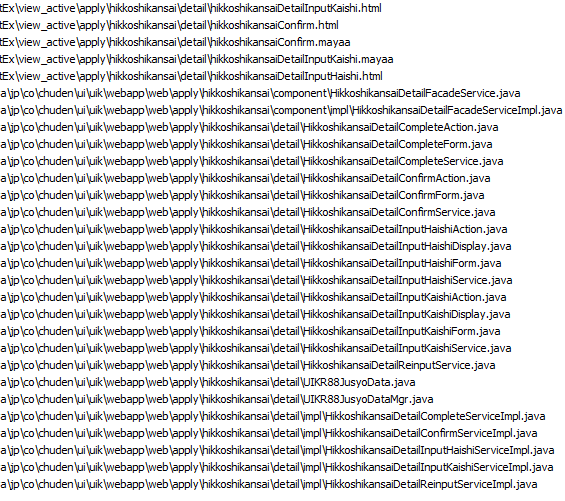 tEx\view_active\apply\hikkoshikansai\detail\hikkoshikansaiDetailInputKaishi.html
tEx\view_active\apply\hikkoshikansai\detail\hikkoshikansaiConfirm.html
tEx\view_active\apply\hikkoshikansai\detail\hikkoshikansaiConfirm.mayaa
tEx\view_active\apply\hikkoshikansai\detail\hikkoshikansaiDetailInputKaishi.mayaa
tEx\view_active\apply\hikkoshikansai\detail\hikkoshikansaiDetailInputHaishi.html
a\jp\co\chuden\ui\uik\webapp\web\apply\hikkoshikansai\component\HikkoshikansaiDetailFacadeService.java
a\jp\co\chuden\ui\uik\webapp\web\apply\hikkoshikansai\component\impl\HikkoshikansaiDetailFacadeServiceImpl.java
a\jp\co\chuden\ui\uik\webapp\web\apply\hikkoshikansai\detail\HikkoshikansaiDetailCompleteAction.java
a\jp\co\chuden\ui\uik\webapp\web\apply\hikkoshikansai\detail\HikkoshikansaiDetailCompleteForm.java
a\jp\co\chuden\ui\uik\webapp\web\apply\hikkoshikansai\detail\HikkoshikansaiDetailCompleteService.java
a\jp\co\chuden\ui\uik\webapp\web\apply\hikkoshikansai\detail\HikkoshikansaiDetailConfirmAction.java
a\jp\co\chuden\ui\uik\webapp\web\apply\hikkoshikansai\detail\HikkoshikansaiDetailConfirmForm.java
a\jp\co\chuden\ui\uik\webapp\web\apply\hikkoshikansai\detail\HikkoshikansaiDetailConfirmService.java
a\jp\co\chuden\ui\uik\webapp\web\apply\hikkoshikansai\detail\HikkoshikansaiDetailInputHaishiAction.java
a\jp\co\chuden\ui\uik\webapp\web\apply\hikkoshikansai\detail\HikkoshikansaiDetailInputHaishiDisplay.java
a\jp\co\chuden\ui\uik\webapp\web\apply\hikkoshikansai\detail\HikkoshikansaiDetailInputHaishiForm.java
a\jp\co\chuden\ui\uik\webapp\web\apply\hikkoshikansai\detail\HikkoshikansaiDetailInputHaishiService.java
a\jp\co\chuden\ui\uik\webapp\web\apply\hikkoshikansai\detail\HikkoshikansaiDetailInputKaishiAction.java
a\jp\co\chuden\ui\uik\webapp\web\apply\hikkoshikansai\detail\HikkoshikansaiDetailInputKaishiDisplay.java
a\jp\co\chuden\ui\uik\webapp\web\apply\hikkoshikansai\detail\HikkoshikansaiDetailInputKaishiForm.java
a\jp\co\chuden\ui\uik\webapp\web\apply\hikkoshikansai\detail\HikkoshikansaiDetailInputKaishiService.java
a\jp\co\chuden\ui\uik\webapp\web\apply\hikkoshikansai\detail\HikkoshikansaiDetailReinputService.java
a\jp\co\chuden\ui\uik\webapp\web\apply\hikkoshikansai\detail\UIKR88JusyoData.java
a\jp\co\chuden\ui\uik\webapp\web\apply\hikkoshikansai\detail\UIKR88JusyoDataMgr.java
a\jp\co\chuden\ui\uik\webapp\web\apply\hikkoshikansai\detail\impl\HikkoshikansaiDetailCompleteServiceImpl.java
a\jp\co\chuden\ui\uik\webapp\web\apply\hikkoshikansai\detail\impl\HikkoshikansaiDetailConfirmServiceImpl.java
a\jp\co\chuden\ui\uik\webapp\web\apply\hikkoshikansai\detail\impl\HikkoshikansaiDetailInputHaishiServiceImpl.java
a\jp\co\chuden\ui\uik\webapp\web\apply\hikkoshikansai\detail\impl\HikkoshikansaiDetailInputKaishiServiceImpl.java
a\jp\co\chuden\ui\uik\webapp\web\apply\hikkoshikansai\detail\impl\HikkoshikansaiDetailReinputServiceImpl.java